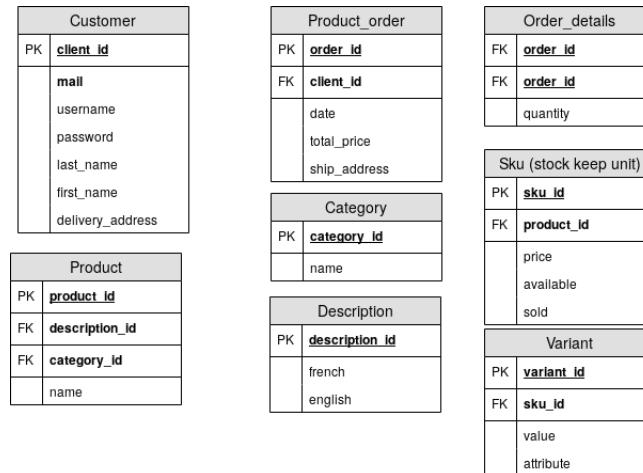 Customer
PK client_id
mail
username
password
last_name
first_name
delivery_address
Product
PK product_id
FK description_id
FK category_id
name
Product_order
PK order_id
FK client_id
date
total_price
ship_address
Category
PK category_id
name
Description
PK description_id
french
english
Order_details
FK order_id
FK order_id
quantity
Sku (stock keep unit)
PK sku_id
FK product_id
price
available
sold
Variant
PK variant_id
FK sku_id
value
attribute